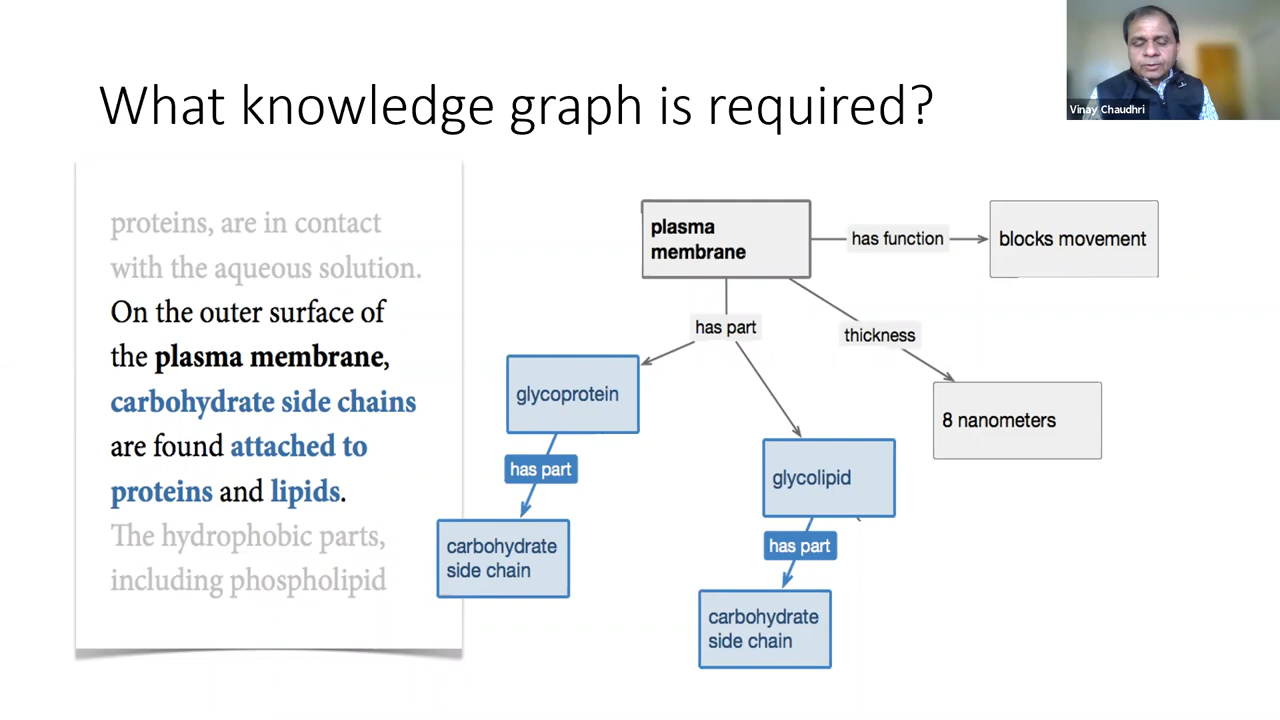 What knowledge graph is required?
Vinay Chaudhri
proteins, are in contact
with the aqueous solution.
On the outer surface of
the plasma membrane,
carbohydrate side chains
are found attached to
proteins and lipids.
The hydrophobic parts,
including phospholipid
plasma
membrane
has function
blocks movement
has part
thickness
glycoprotein
8 nanometers
has part
glycolipid
carbohydrate
side chain
has part
carbohydrate
side chain